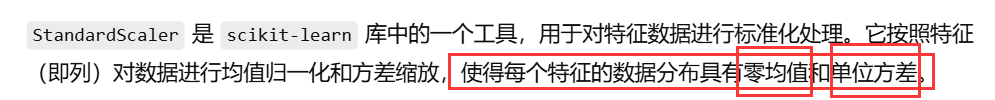 StandardScaler 是 scikit-learn 库中的一个工具，用于对特征数据进行标准化处理。它按照特征
（即列）对数据进行均值归一化和方差缩放，使得每个特征的数据分布具有零均值和单位方差。